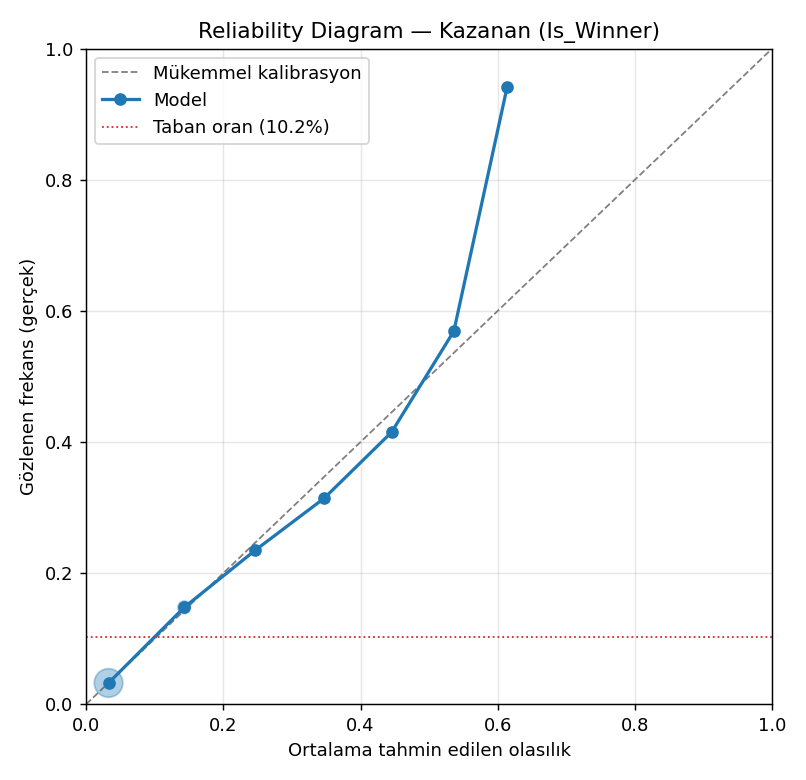 Reliability Diagram — Kazanan (Is_Winner)
Mükemmel kalibrasyon
Model
Taban oran (10.2%)
Gözlenen frekans (gerçek)
1.0
0.8
0.6
0.4
0.2
0.0
0.0 0.2 0.4 0.6 0.8 1.0
Ortalama tahmin edilen olasılık